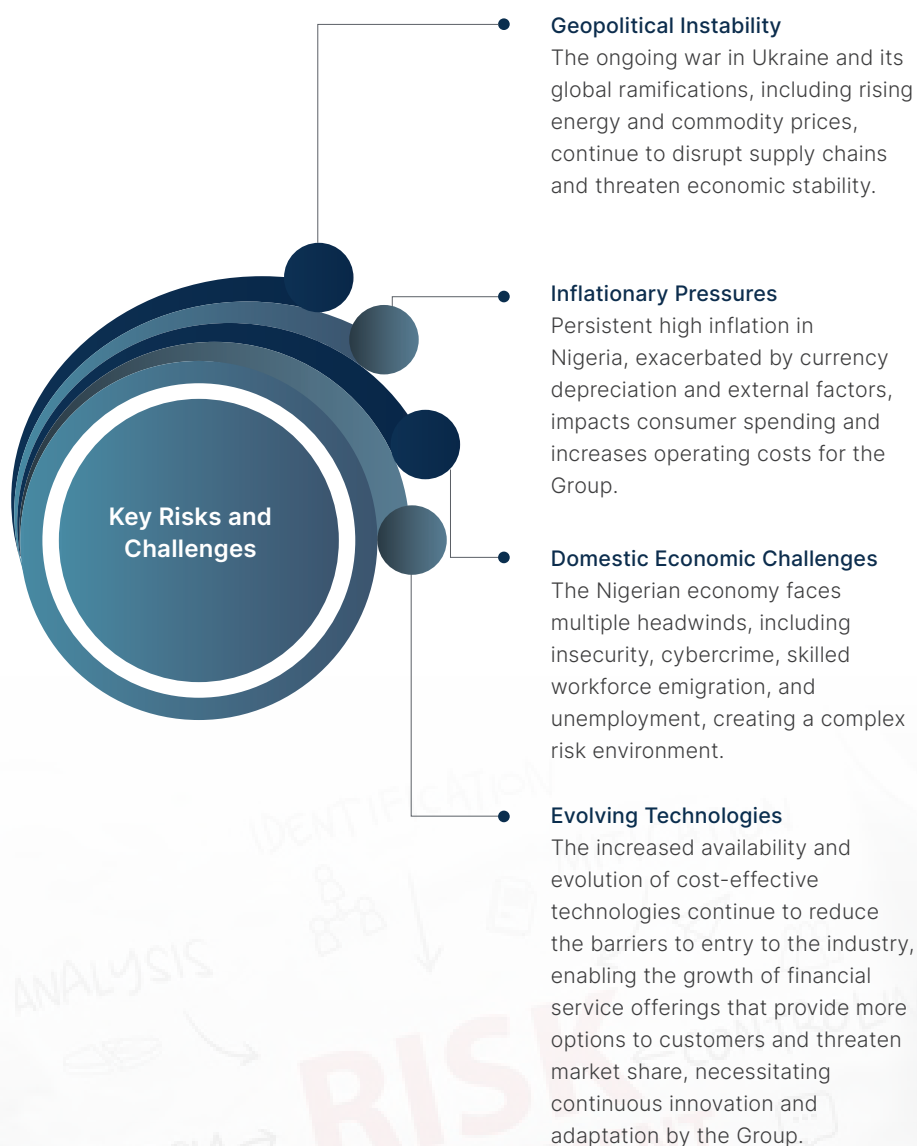 Geopolitical Instability
The ongoing war in Ukraine and its
global ramifications, including rising
energy and commodity prices,
continue to disrupt supply chains
and threaten economic stability.
Inflationary Pressures
Persistent high inflation in
Nigeria, exacerbated by currency
depreciation and external factors,
impacts consumer spending and
increases operating costs for the
Group.
Key Risks and
Challenges
Domestic Economic Challenges
The Nigerian economy faces
multiple headwinds, including
insecurity, cybercrime, skilled
workforce emigration, and
unemployment, creating a complex
risk environment.
Evolving Technologies
The increased availability and
evolution of cost-effective
technologies continue to reduce
the barriers to entry to the industry,
enabling the growth of financial
service offerings that provide more
options to customers and threaten
market share, necessitating
continuous innovation and
adaptation by the Group.
IDENTIFICATION
ANALYSIS
RISK